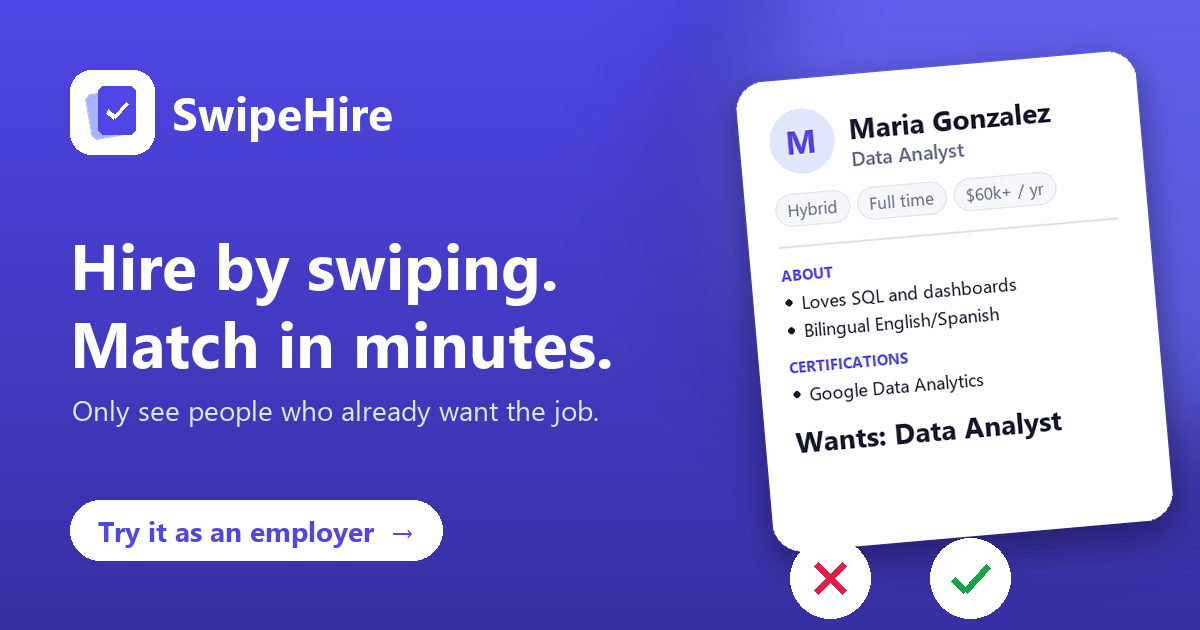 SwipeHire
Hire by swiping.
Match in minutes.
Only see people who already want the job.
Try it as an employer →
M
Maria Gonzalez
Data Analyst
Hybrid
Full time
$60k+ / yr
ABOUT
• Loves SQL and dashboards
• Bilingual English/Spanish
CERTIFICATIONS
• Google Data Analytics
Wants: Data Analyst